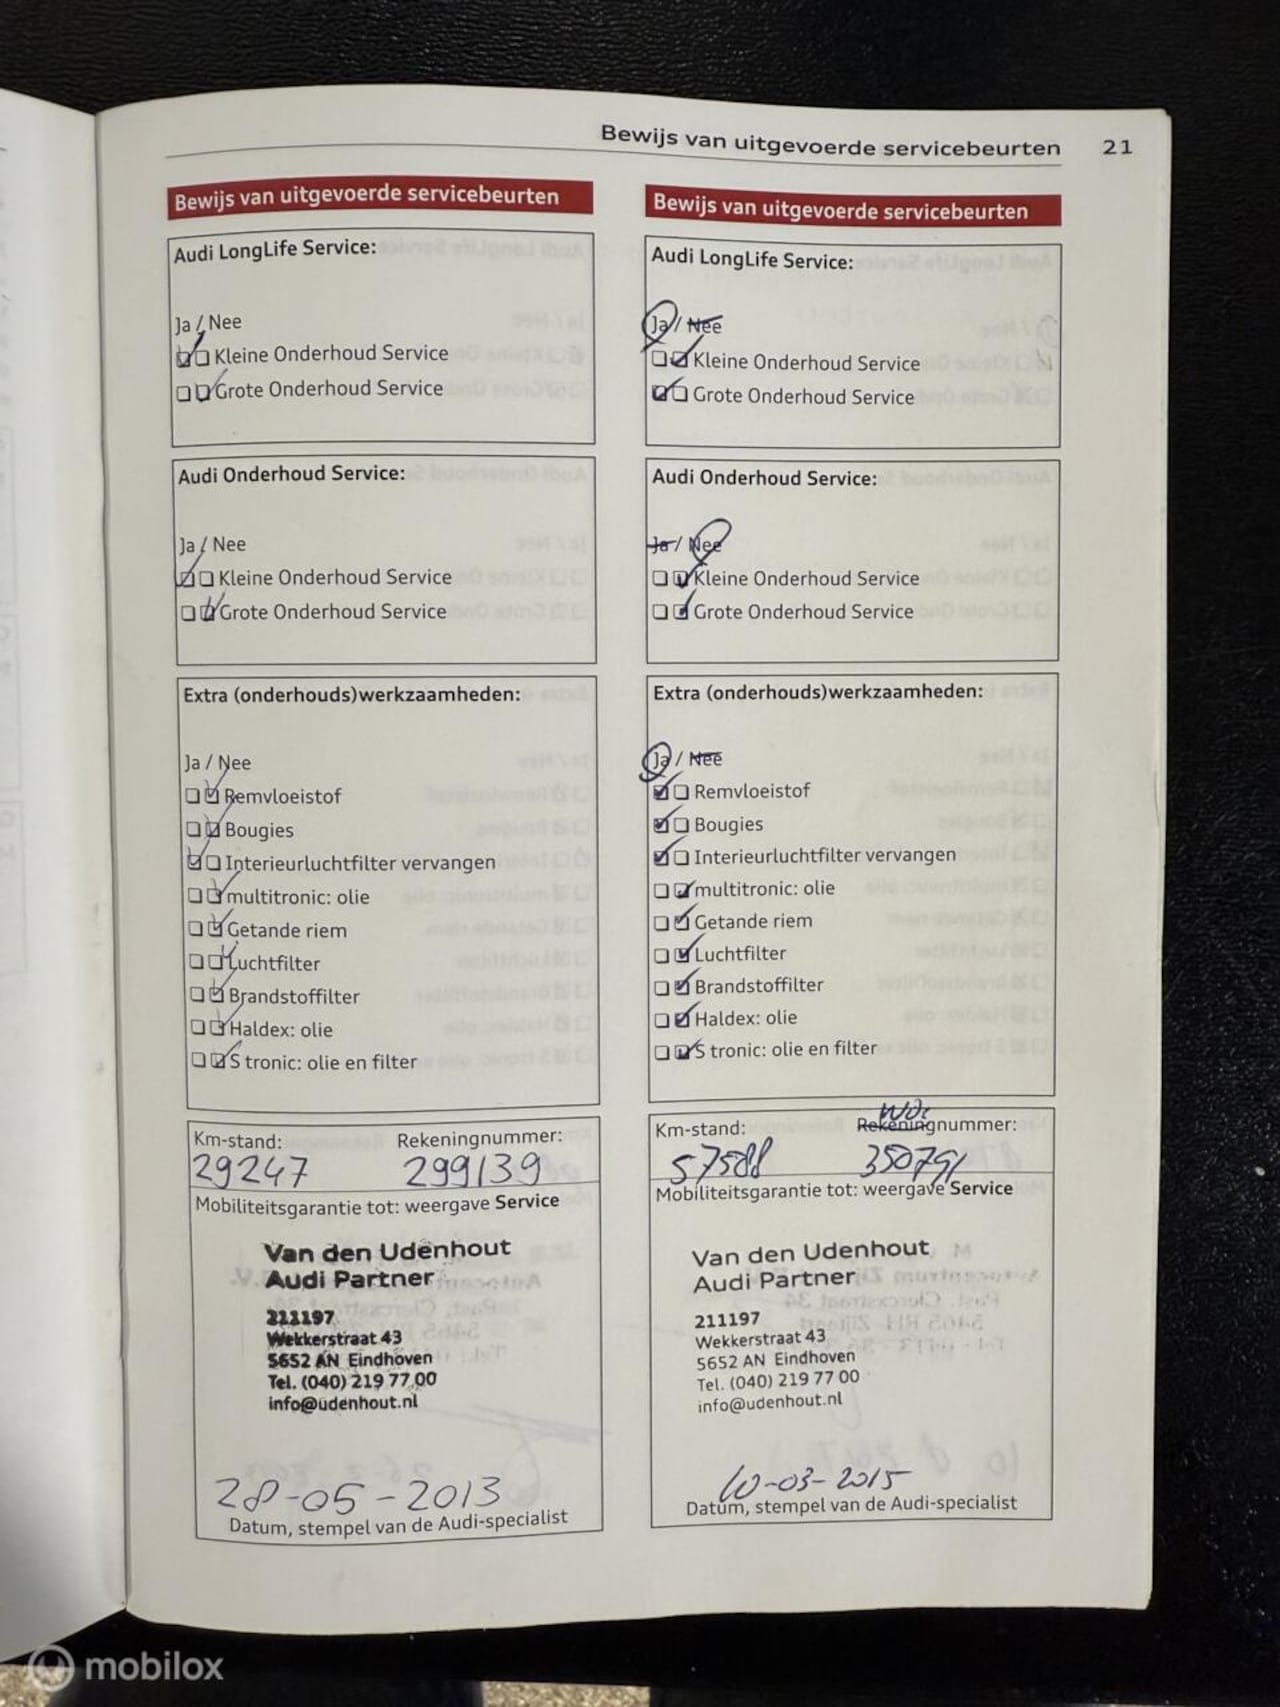 Bewijs van uitgevoerde servicebeurten 21
Bewijs van uitgevoerde servicebeurten
Audi LongLife Service:
Ja / Nee
Kleine Onderhoud Service
Grote Onderhoud Service
Audi Onderhoud Service:
Ja / Nee
Kleine Onderhoud Service
Grote Onderhoud Service
Extra (onderhouds)werkzaamheden:
Ja / Nee
Remvloeistof
Bougies
Interieurluchtfilter vervangen
multitronic: olie
Getande riem
Luchtfilter
Brandstoffilter
Haldex: olie
S tronic: olie en filter
Km-stand: Rekeningnummer:
29247 299139
Mobiliteitsgarantie tot: weergave Service
Van den Udenhout
Audi Partner
211197
Wekkerstraat 43
5652 AN Eindhoven
Tel. (040) 219 77 00
info@udenhout.nl
28-05-2013
Datum, stempel van de Audi-specialist
Bewijs van uitgevoerde servicebeurten
Audi LongLife Service:
Ja / Nee
Kleine Onderhoud Service
Grote Onderhoud Service
Audi Onderhoud Service:
Ja / Nee
Kleine Onderhoud Service
Grote Onderhoud Service
Extra (onderhouds)werkzaamheden:
Ja / Nee
Remvloeistof
Bougies
Interieurluchtfilter vervangen
multitronic: olie
Getande riem
Luchtfilter
Brandstoffilter
Haldex: olie
S tronic: olie en filter
Km-stand: Rekeningnummer:
57588 350791
Mobiliteitsgarantie tot: weergave Service
Van den Udenhout
Audi Partner
211197
Wekkerstraat 43
5652 AN Eindhoven
Tel. (040) 219 77 00
info@udenhout.nl
10-03-2015
Datum, stempel van de Audi-specialist
mobilox